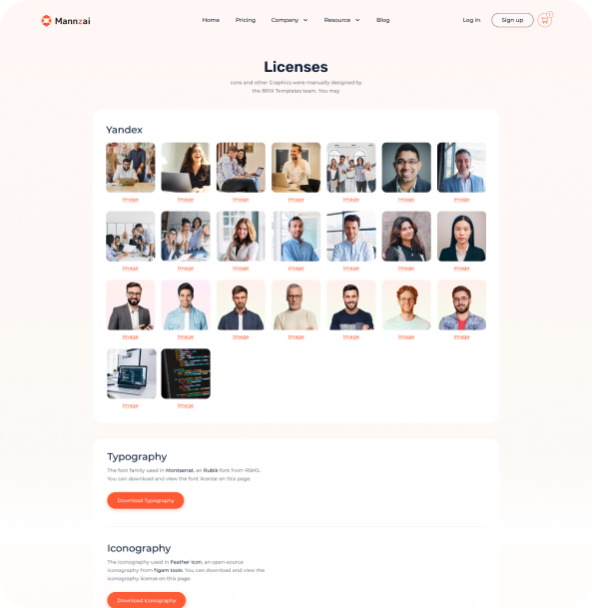 Mannzai
Home
Pricing
Company
Resource
Blog
Log in
Sign up
Licenses
cons and other Graphics were manually designed by
the BRIX Templates team. You may
Yandex
Image Image Image Image Image Image Image
Image Image Image Image Image Image Image
Image Image Image Image Image Image Image
Image Image
Typography
The font family used in Montserrat, an Rubik font from RSMS.
You can download and view the font license on this page.
Download Typography
Iconography
The iconography used in Feather Icon, an open-source
iconography from figam tools. You can download and view the
iconography license on this page.
Download Iconography